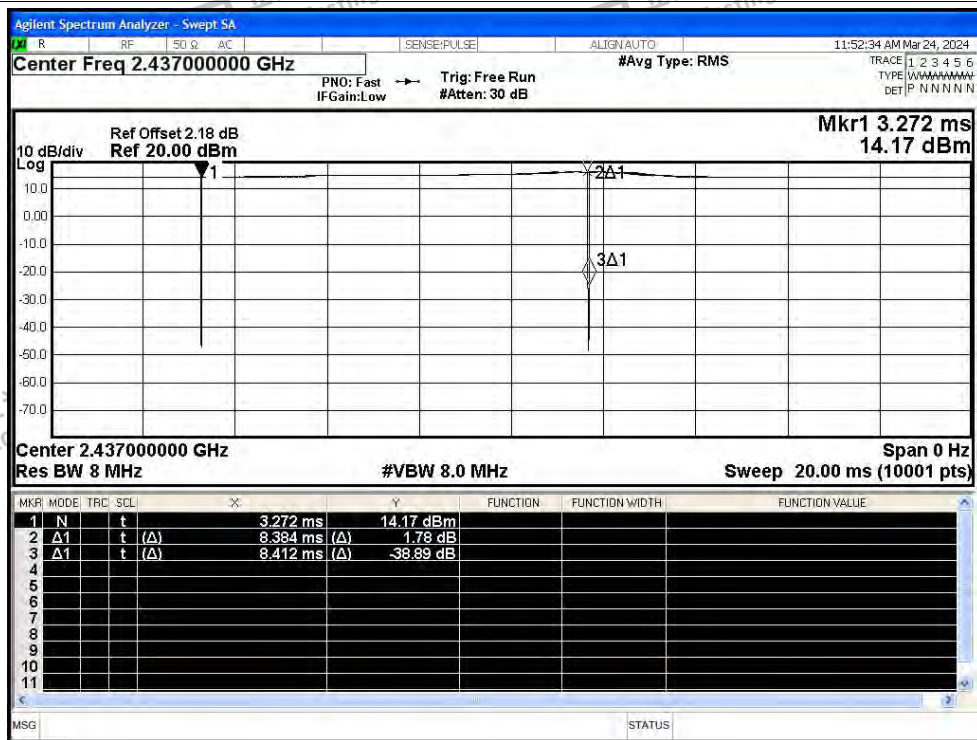 Agilent Spectrum Analyzer - Swept SA
R RF 50 Ω AC SENSE:PULSE ALIGN AUTO 11:52:34 AM Mar 24, 2024
Center Freq 2.437000000 GHz #Avg Type: RMS TRACE 1 2 3 4 5 6
PNO: Fast Trig: Free Run TYPE WWWWWW
IFGain:Low #Atten: 30 dB DET P N N N N N
Mkr1 3.272 ms
Ref Offset 2.18 dB
10 dB/div Ref 20.00 dBm 14.17 dBm
Log
1 2Δ1
10.0
0.00
-10.0
3Δ1
-20.0
-30.0
-40.0
-50.0
-60.0
-70.0
Center 2.437000000 GHz Span 0 Hz
Res BW 8 MHz #VBW 8.0 MHz Sweep 20.00 ms (10001 pts)
MKR MODE TRC SCL X Y FUNCTION FUNCTION WIDTH FUNCTION VALUE
1 N t 3.272 ms 14.17 dBm
2 Δ1 t (Δ) 8.384 ms (Δ) 1.78 dB
3 Δ1 t (Δ) 8.412 ms (Δ) -38.89 dB
4
5
6
7
8
9
10
11
MSG STATUS